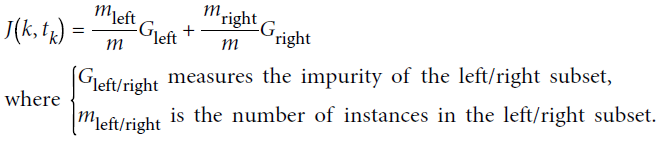 J(k, t_k) = m_left/m G_left + m_right/m G_right
G_left/right measures the impurity of the left/right subset,
where
m_left/right is the number of instances in the left/right subset.